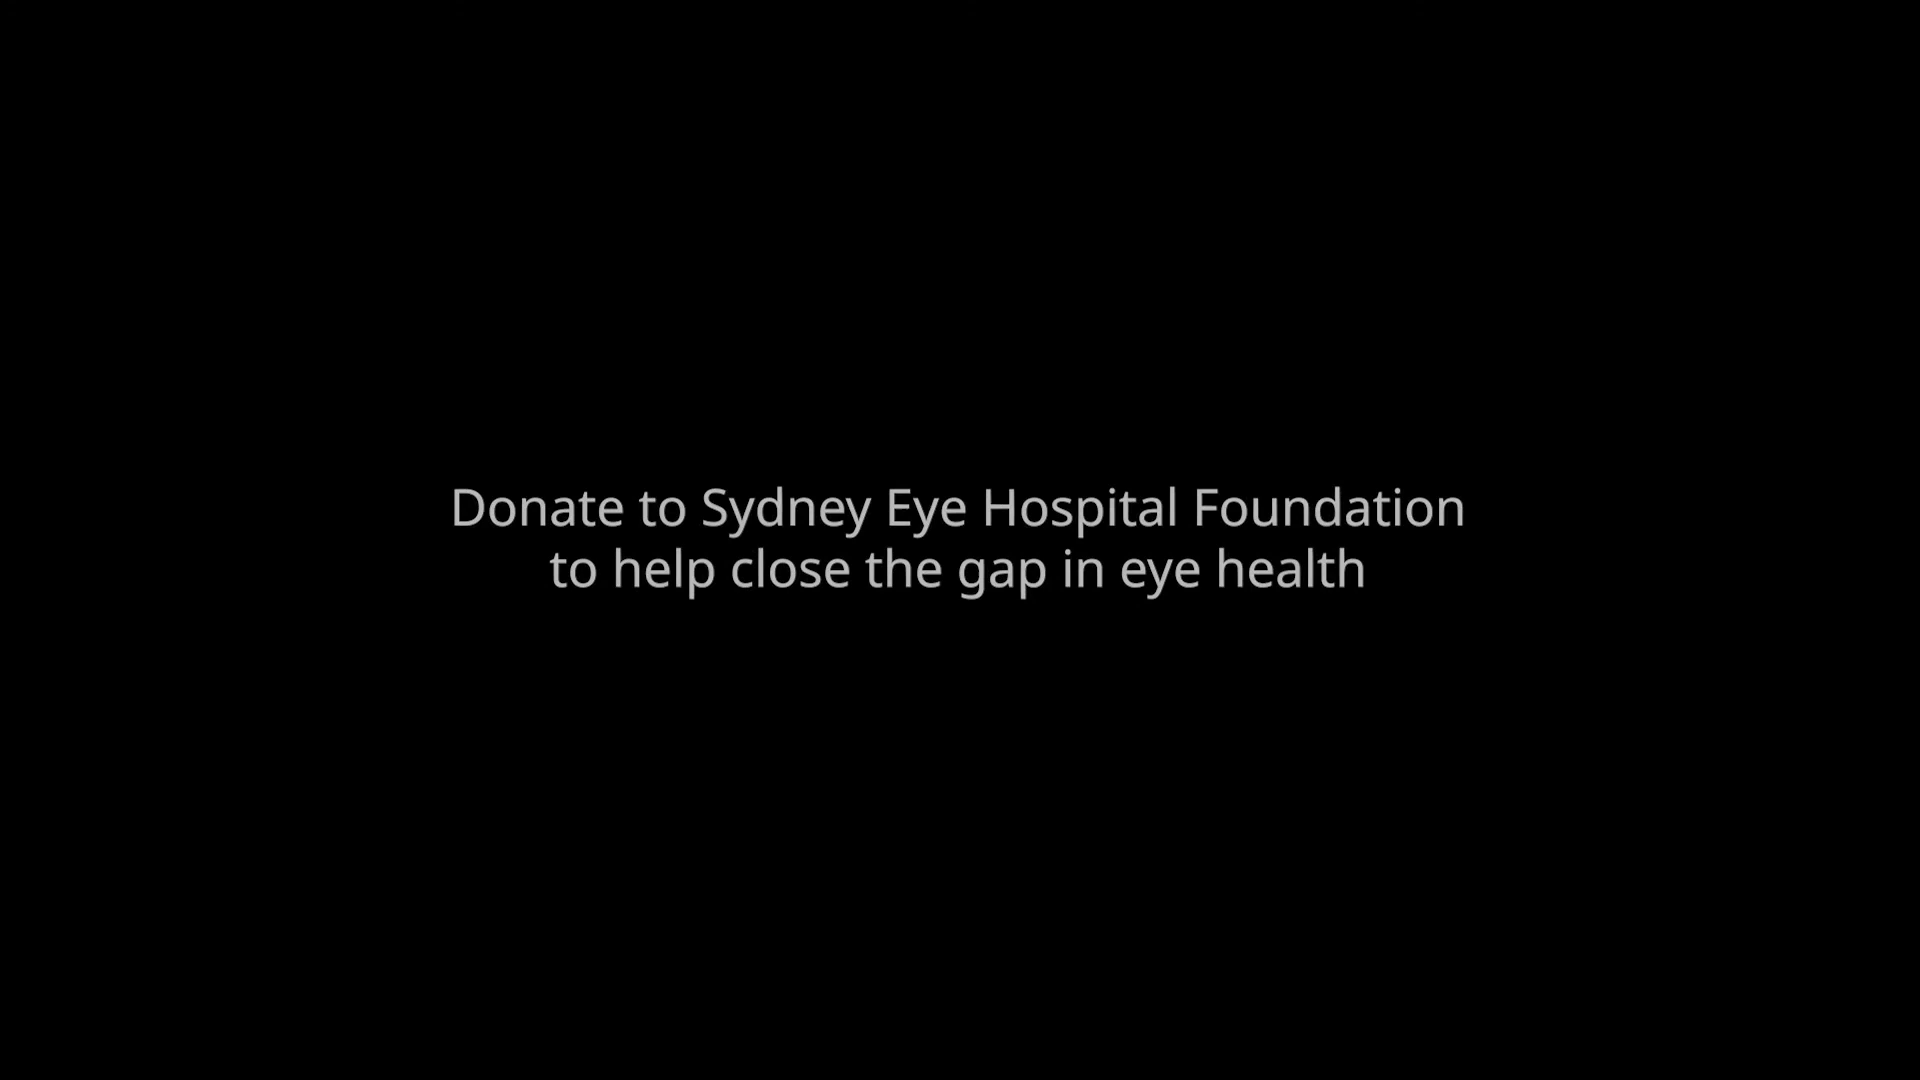 Donate to Sydney Eye Hospital Foundation
to help close the gap in eye health